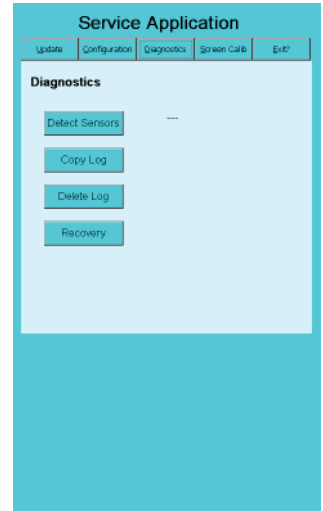 Service Application
Update Configuration Diagnostics Screen Calib Exit?
Diagnostics
Detect Sensors ---
Copy Log
Delete Log
Recovery